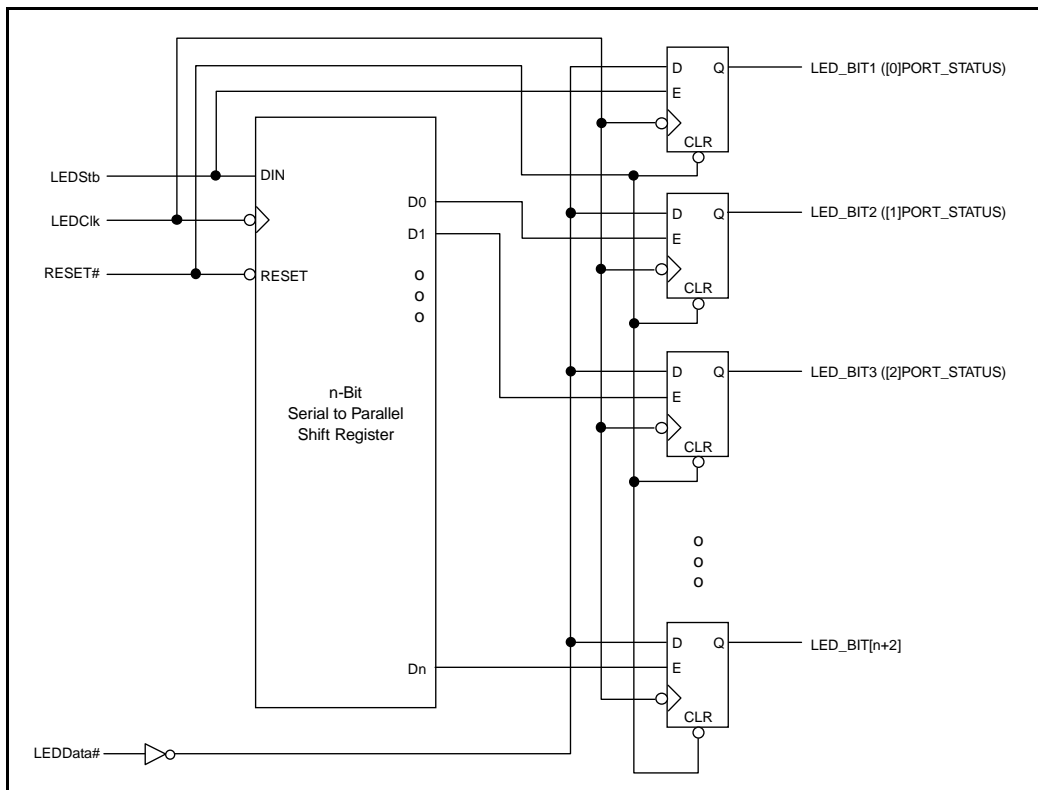 LEDStb
LEDClk
RESET#
DIN
RESET
D0
D1
o
o
o
n-Bit
Serial to Parallel
Shift Register
Dn
LEDData#
D Q
E
CLR
LED_BIT1 ([0]PORT_STATUS)
D Q
E
CLR
LED_BIT2 ([1]PORT_STATUS)
D Q
E
CLR
LED_BIT3 ([2]PORT_STATUS)
o
o
o
D Q
E
CLR
LED_BIT[n+2]